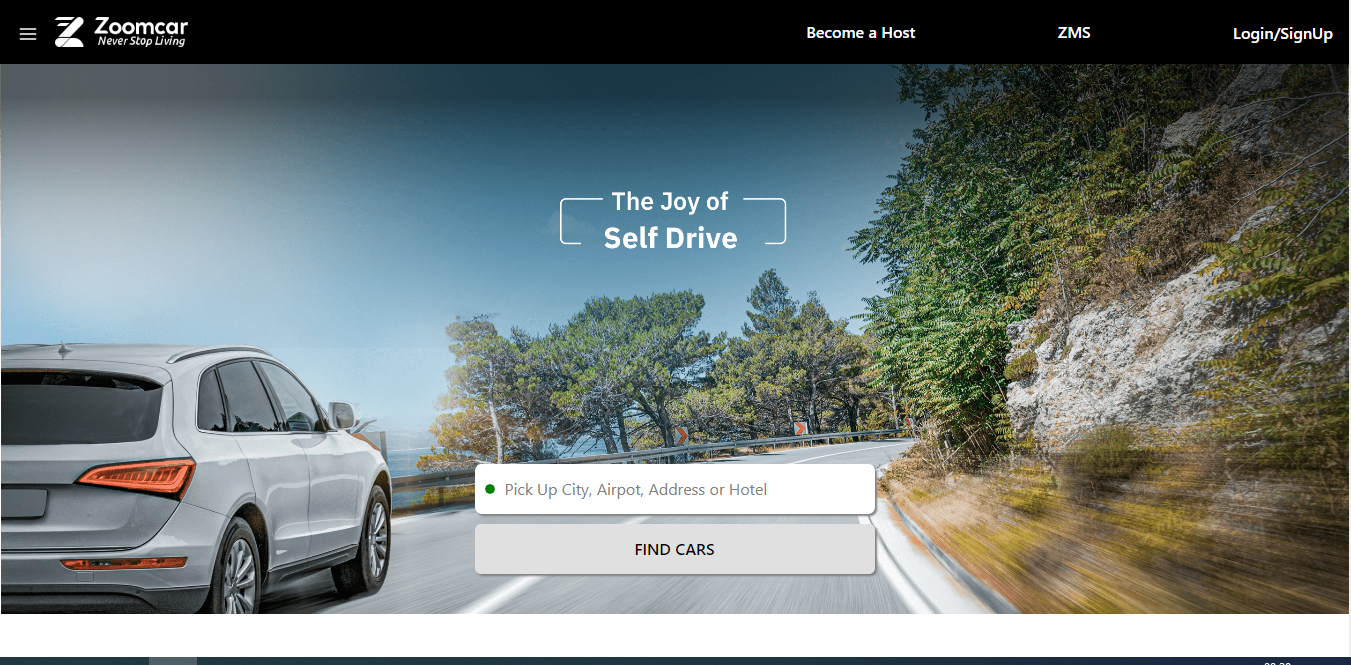 Zoomcar
Never Stop Living
Become a Host
ZMS
Login/SignUp
The Joy of
Self Drive
Pick Up City, Airpot, Address or Hotel
FIND CARS